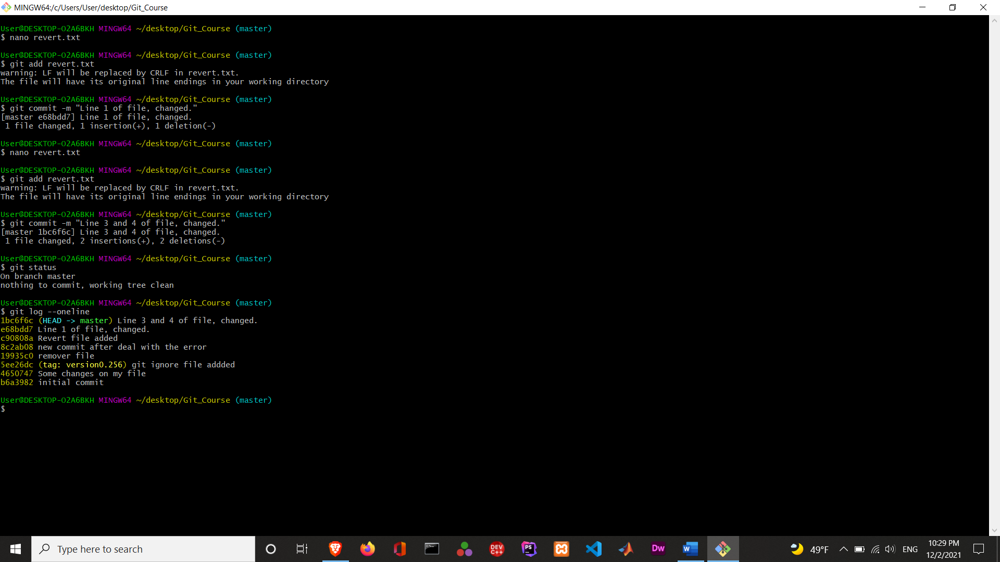 MINGW64:/c/Users/User/desktop/Git_Course
User@DESKTOP-O2A6BKH MINGW64 ~/desktop/Git_Course (master)
$ nano revert.txt
User@DESKTOP-O2A6BKH MINGW64 ~/desktop/Git_Course (master)
$ git add revert.txt
warning: LF will be replaced by CRLF in revert.txt.
The file will have its original line endings in your working directory
User@DESKTOP-O2A6BKH MINGW64 ~/desktop/Git_Course (master)
$ git commit -m "Line 1 of file, changed."
[master e68bdd7] Line 1 of file, changed.
1 file changed, 1 insertion(+), 1 deletion(-)
User@DESKTOP-O2A6BKH MINGW64 ~/desktop/Git_Course (master)
$ nano revert.txt
User@DESKTOP-O2A6BKH MINGW64 ~/desktop/Git_Course (master)
$ git add revert.txt
warning: LF will be replaced by CRLF in revert.txt.
The file will have its original line endings in your working directory
User@DESKTOP-O2A6BKH MINGW64 ~/desktop/Git_Course (master)
$ git commit -m "Line 3 and 4 of file, changed."
[master 1bc6f6c] Line 3 and 4 of file, changed.
1 file changed, 2 insertions(+), 2 deletions(-)
User@DESKTOP-O2A6BKH MINGW64 ~/desktop/Git_Course (master)
$ git status
On branch master
nothing to commit, working tree clean
User@DESKTOP-O2A6BKH MINGW64 ~/desktop/Git_Course (master)
$ git log --oneline
1bc6f6c (HEAD -> master) Line 3 and 4 of file, changed.
e68bdd7 Line 1 of file, changed.
c90808a Revert file added
8c2ab08 new commit after deal with the error
19935c0 remover file
5ee26dc (tag: version0.256) git ignore file addded
4650747 Some changes on my file
b6a3982 initial commit
User@DESKTOP-O2A6BKH MINGW64 ~/desktop/Git_Course (master)
$
Type here to search
DEV C++
PS
Dw
W
49°F
ENG
10:29 PM
12/2/2021